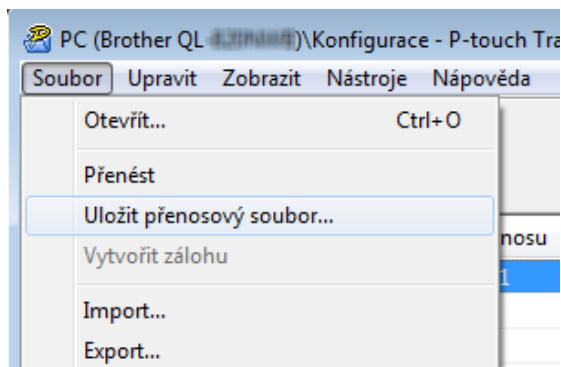 PC (Brother QL )\Konfigurace - P-touch Tra
Soubor Upravit Zobrazit Nástroje Nápověda
Otevřít... Ctrl+O
Přenést
Uložit přenosový soubor...
nosu
Vytvořit zálohu
1
Import...
Export...